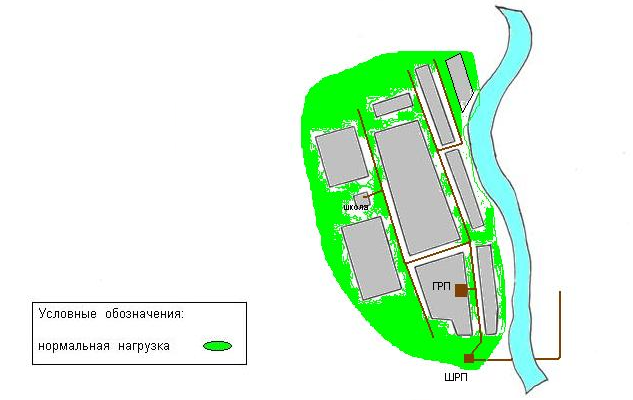 школа
ГРП
Условные обозначения:
нормальная нагрузка
ШРП